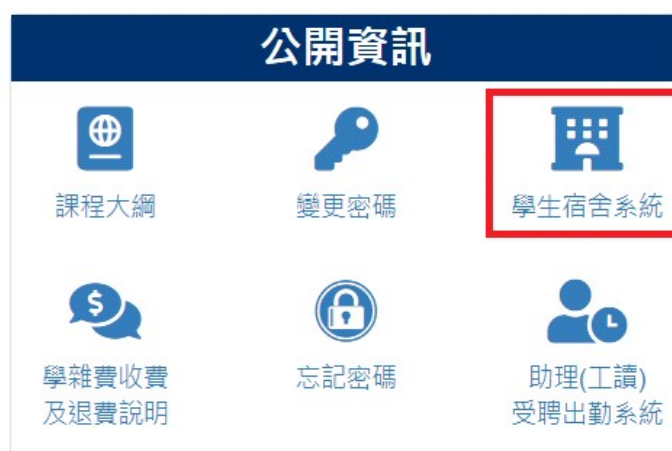 公開資訊
課程大綱
變更密碼
學生宿舍系統
學雜費收費
及退費說明
忘記密碼
助理(工讀)
受聘出勤系統